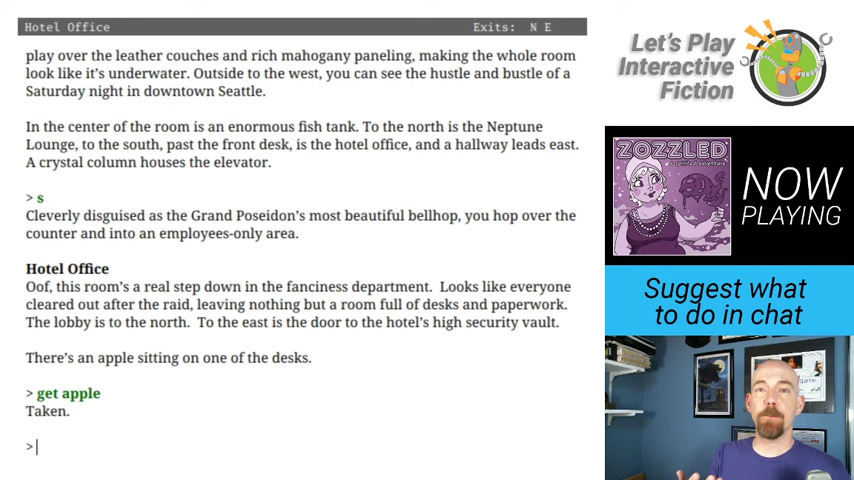 Hotel Office Exits: N E
play over the leather couches and rich mahogany paneling, making the whole room
look like it's underwater. Outside to the west, you can see the hustle and bustle of a
Saturday night in downtown Seattle.
In the center of the room is an enormous fish tank. To the north is the Neptune
Lounge, to the south, past the front desk, is the hotel office, and a hallway leads east.
A crystal column houses the elevator.
> s
Cleverly disguised as the Grand Poseidon's most beautiful bellhop, you hop over the
counter and into an employees-only area.
Hotel Office
Oof, this room's a real step down in the fanciness department. Looks like everyone
cleared out after the raid, leaving nothing but a room full of desks and paperwork.
The lobby is to the north. To the east is the door to the hotel's high security vault.
There's an apple sitting on one of the desks.
> get apple
Taken.
>
Let's Play
Interactive
Fiction
ZOZZLED
a spirited adventure
NOW
PLAYING
Suggest what
to do in chat